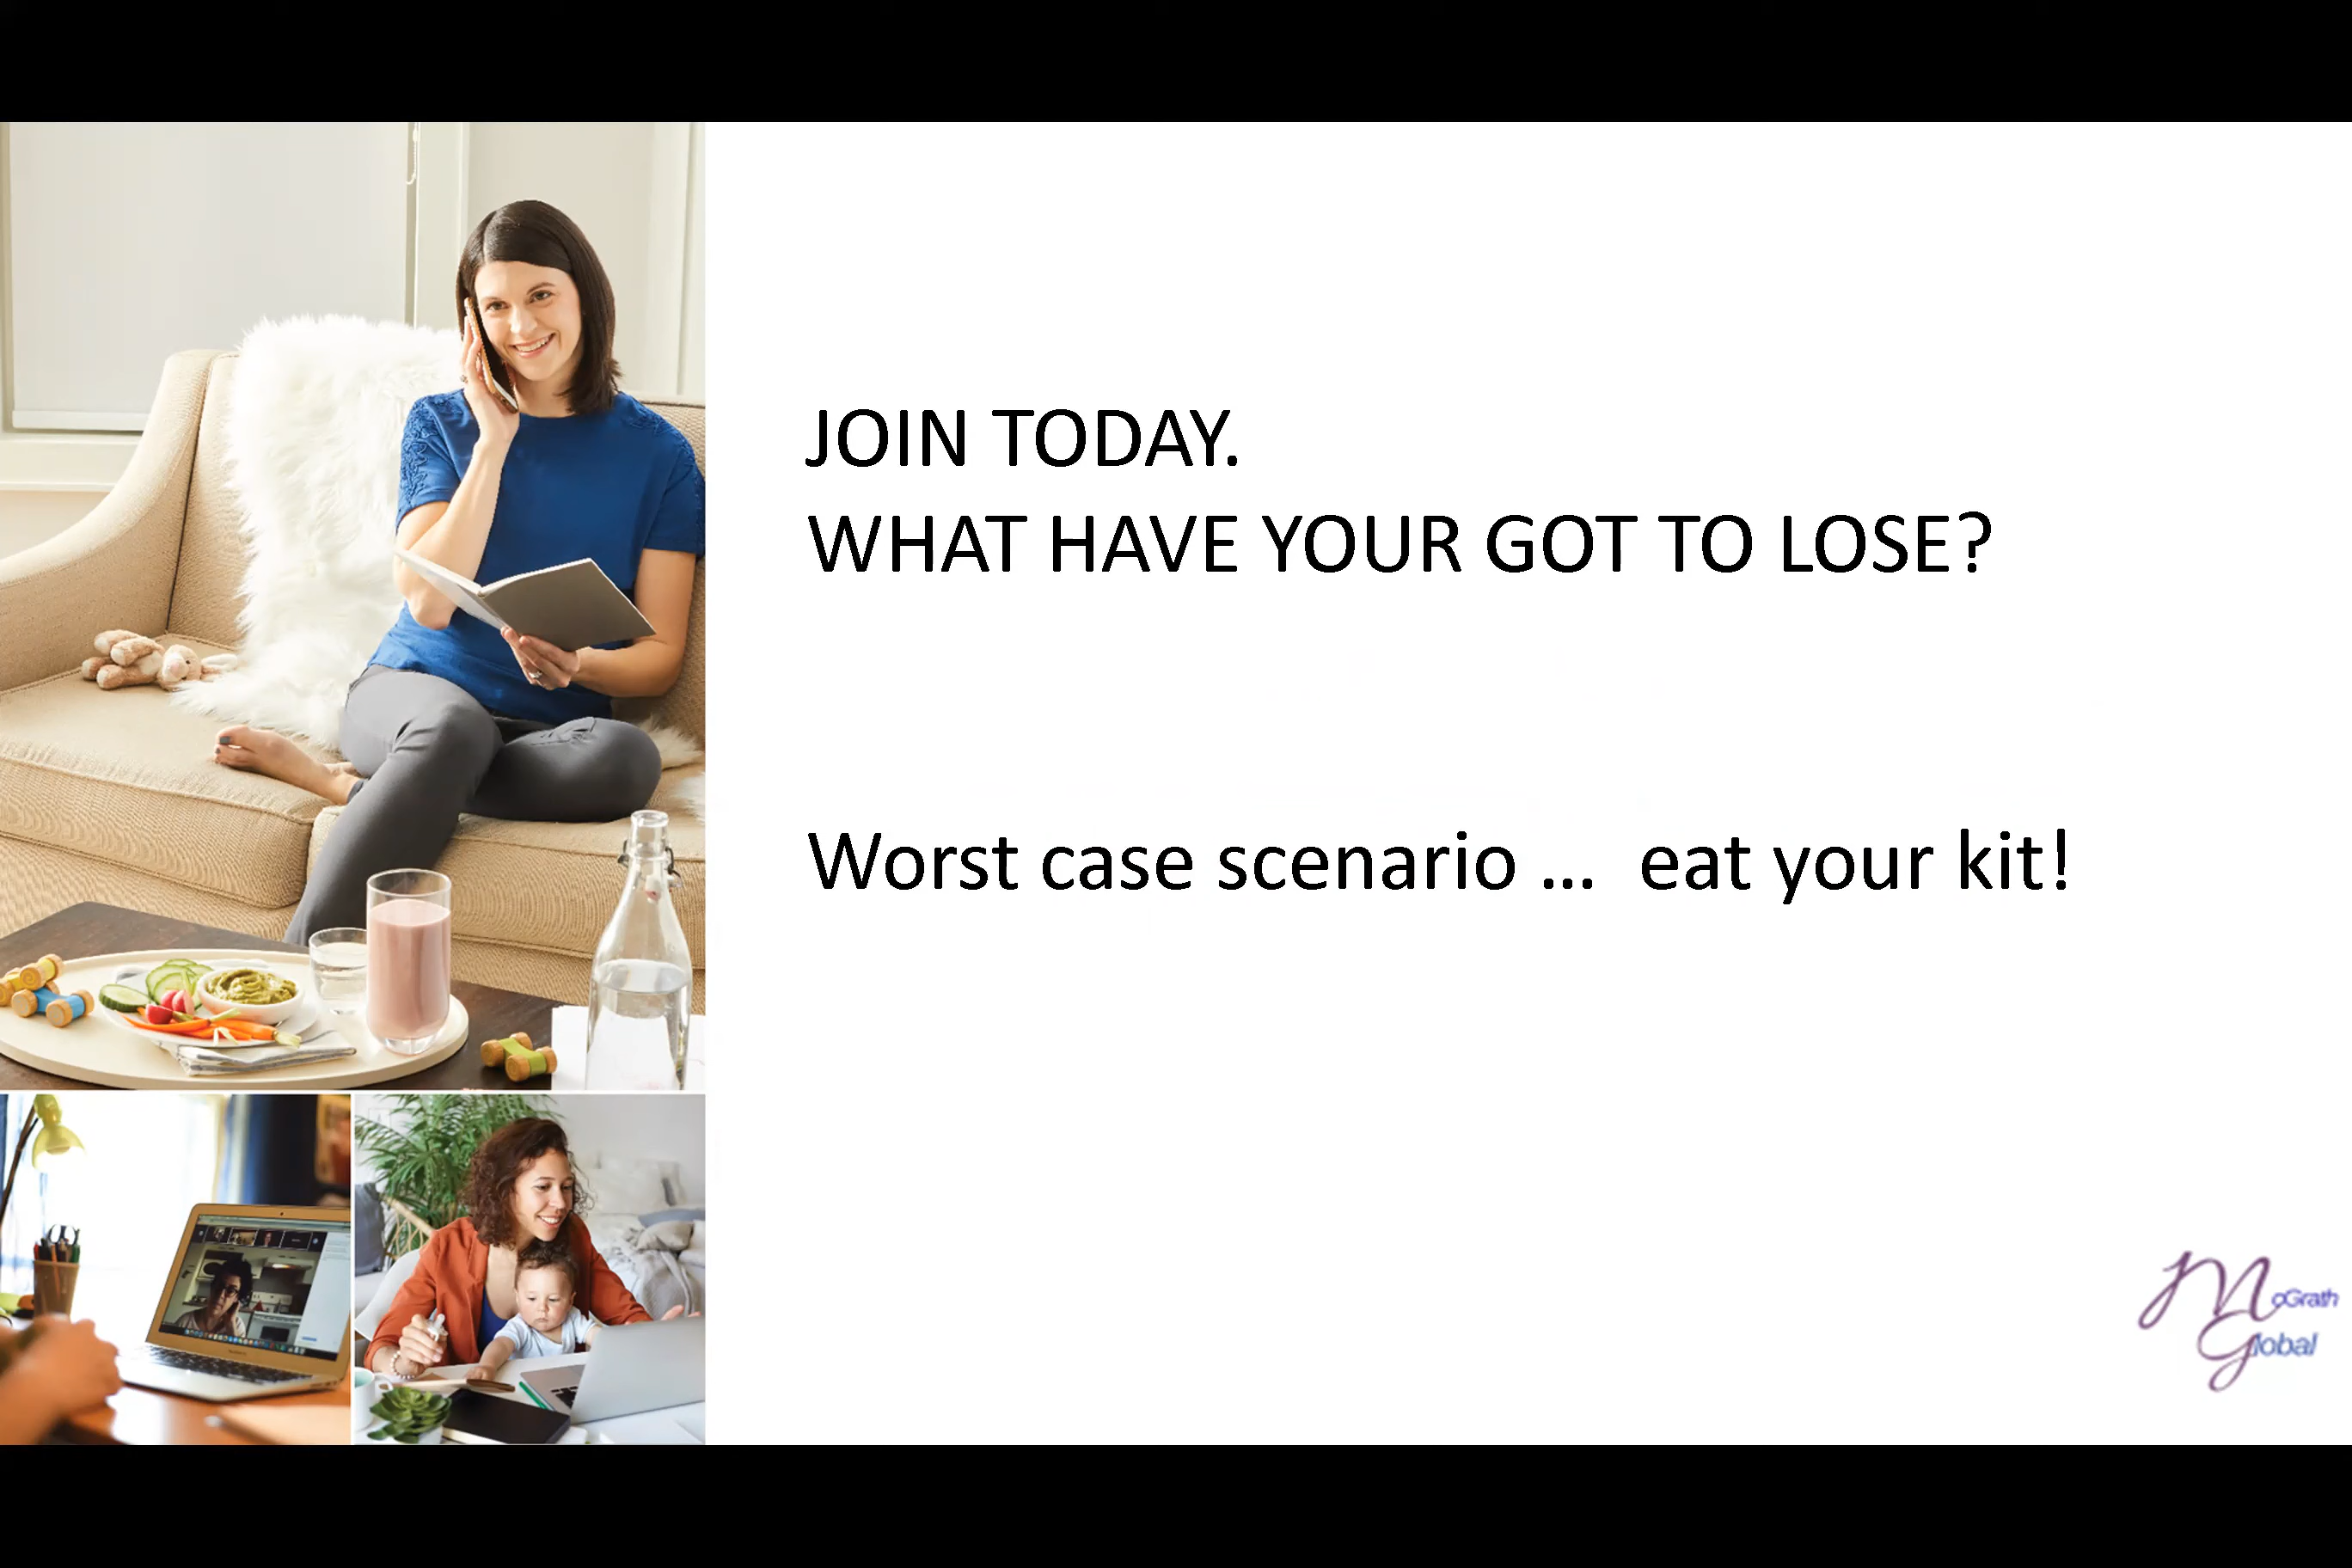 JOIN TODAY.
WHAT HAVE YOUR GOT TO LOSE?
Worst case scenario ... eat your kit!
McGrath
Global